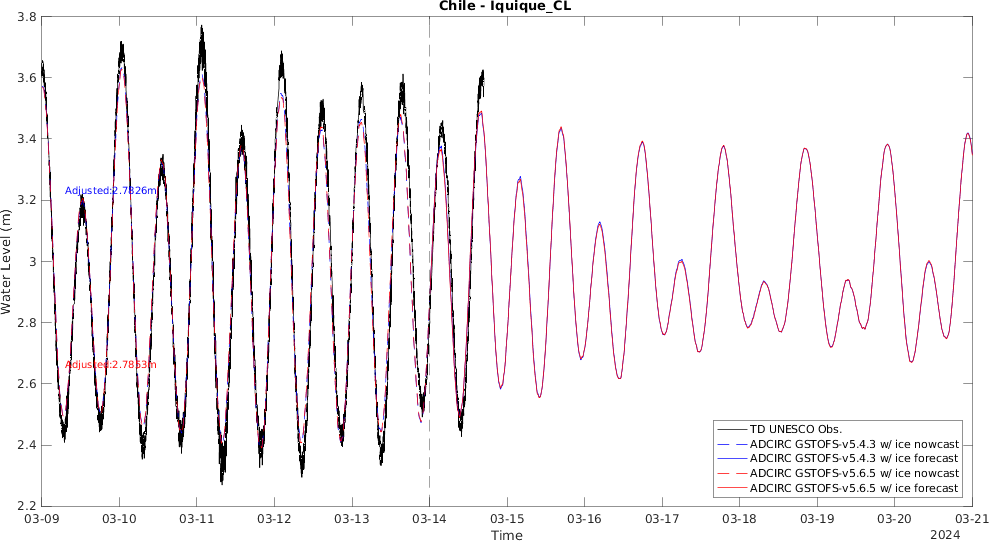 Chile - Iquique_CL
Water Level (m)
3.8
3.6
3.4
3.2
3
2.8
2.6
2.4
2.2
Adjusted:2.7826m
Adjusted:2.7853m
TD UNESCO Obs.
ADCIRC GSTOFS-v5.4.3 w/ ice nowcast
ADCIRC GSTOFS-v5.4.3 w/ ice forecast
ADCIRC GSTOFS-v5.6.5 w/ ice nowcast
ADCIRC GSTOFS-v5.6.5 w/ ice forecast
03-09 03-10 03-11 03-12 03-13 03-14 03-15 03-16 03-17 03-18 03-19 03-20 03-21
Time
2024